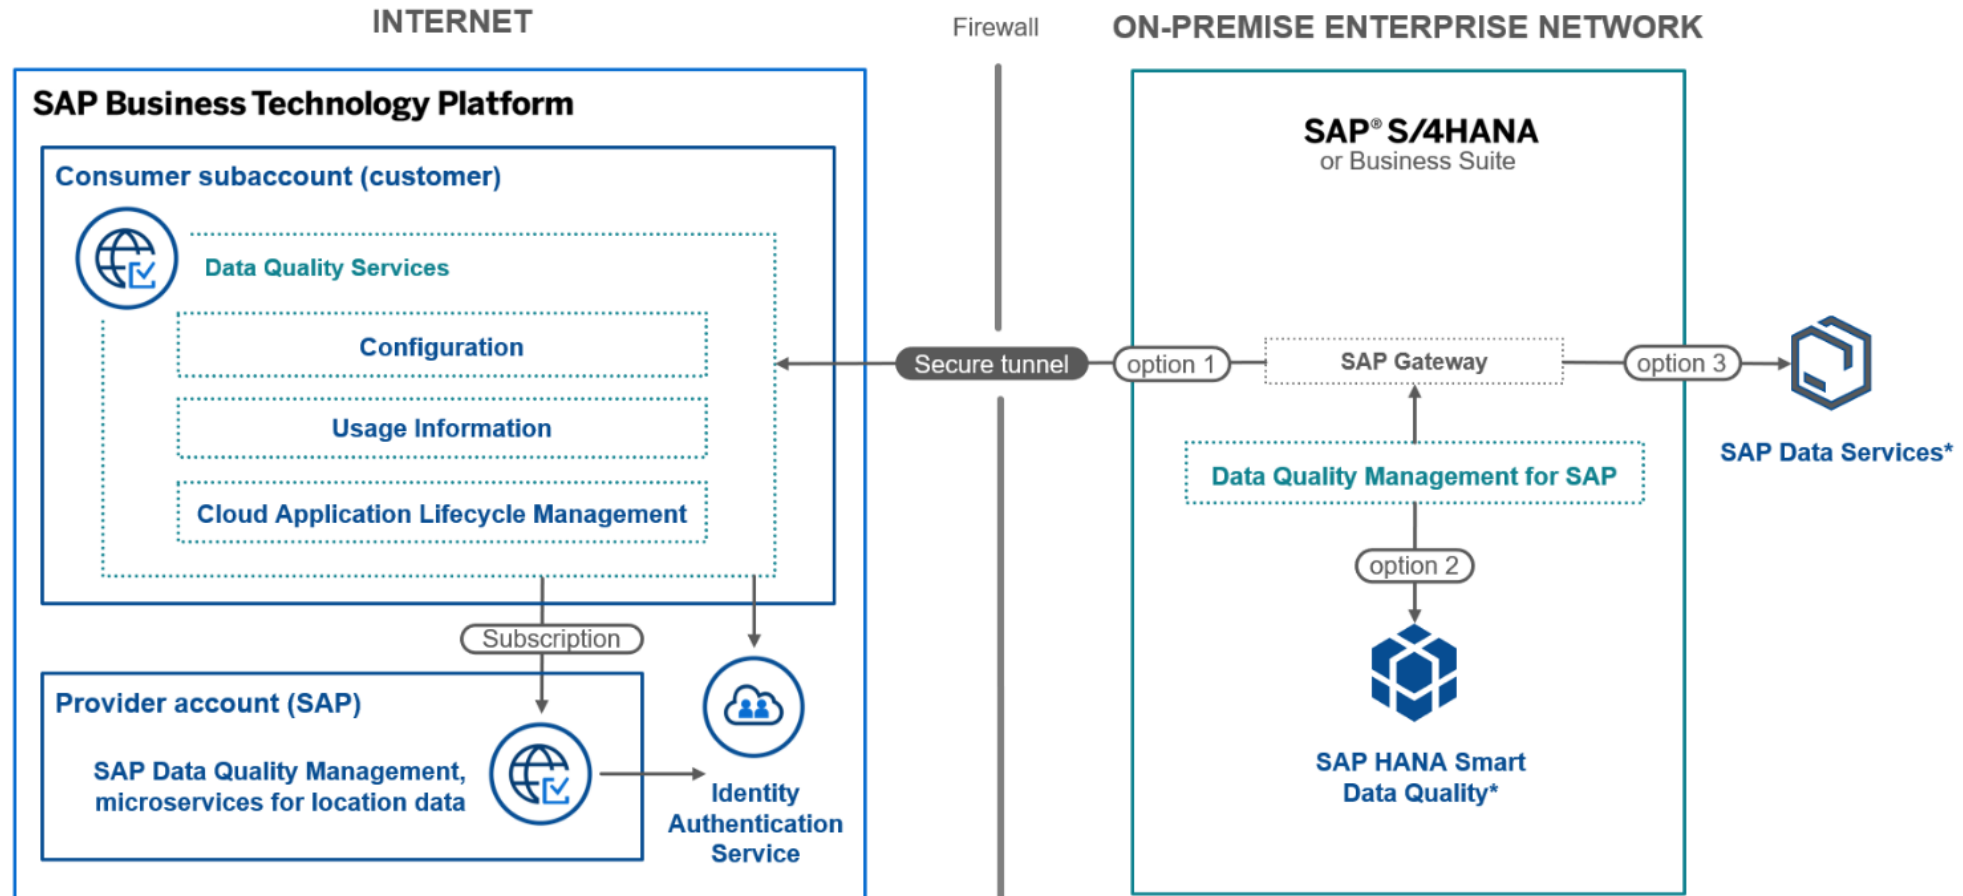 INTERNET
Firewall
ON-PREMISE ENTERPRISE NETWORK
SAP Business Technology Platform
Consumer subaccount (customer)
Data Quality Services
Configuration
Usage Information
Cloud Application Lifecycle Management
Subscription
Provider account (SAP)
SAP Data Quality Management,
microservices for location data
Identity
Authentication
Service
Secure tunnel
SAP® S/4HANA
or Business Suite
option 1
SAP Gateway
option 3
SAP Data Services*
Data Quality Management for SAP
option 2
SAP HANA Smart
Data Quality*